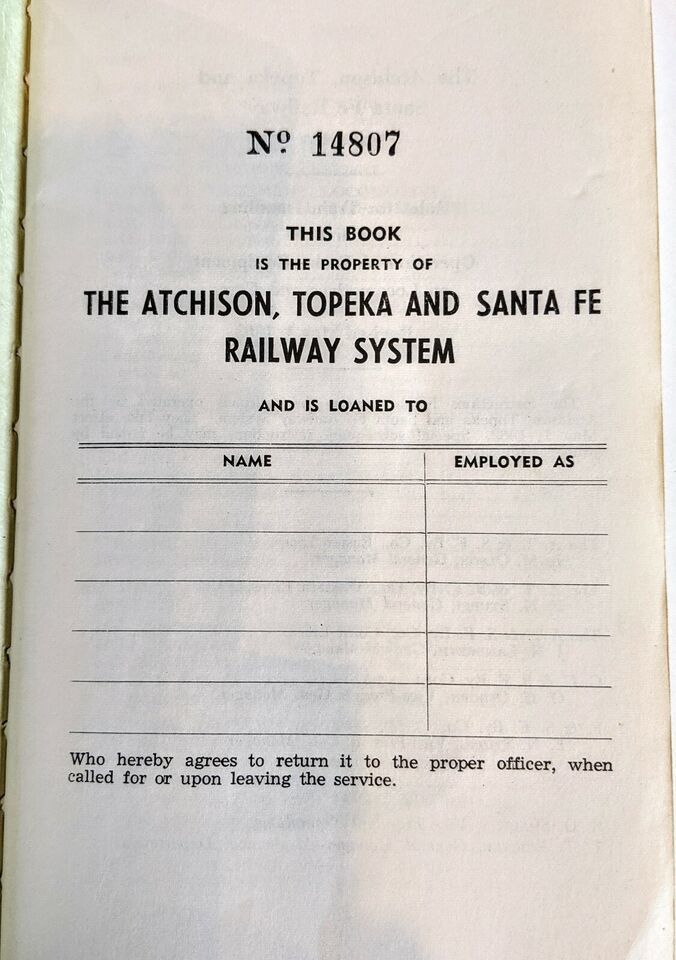 Nº 14807
THIS BOOK
IS THE PROPERTY OF
THE ATCHISON, TOPEKA AND SANTA FE
RAILWAY SYSTEM
AND IS LOANED TO
NAME EMPLOYED AS
Who hereby agrees to return it to the proper officer, when
called for or upon leaving the service.